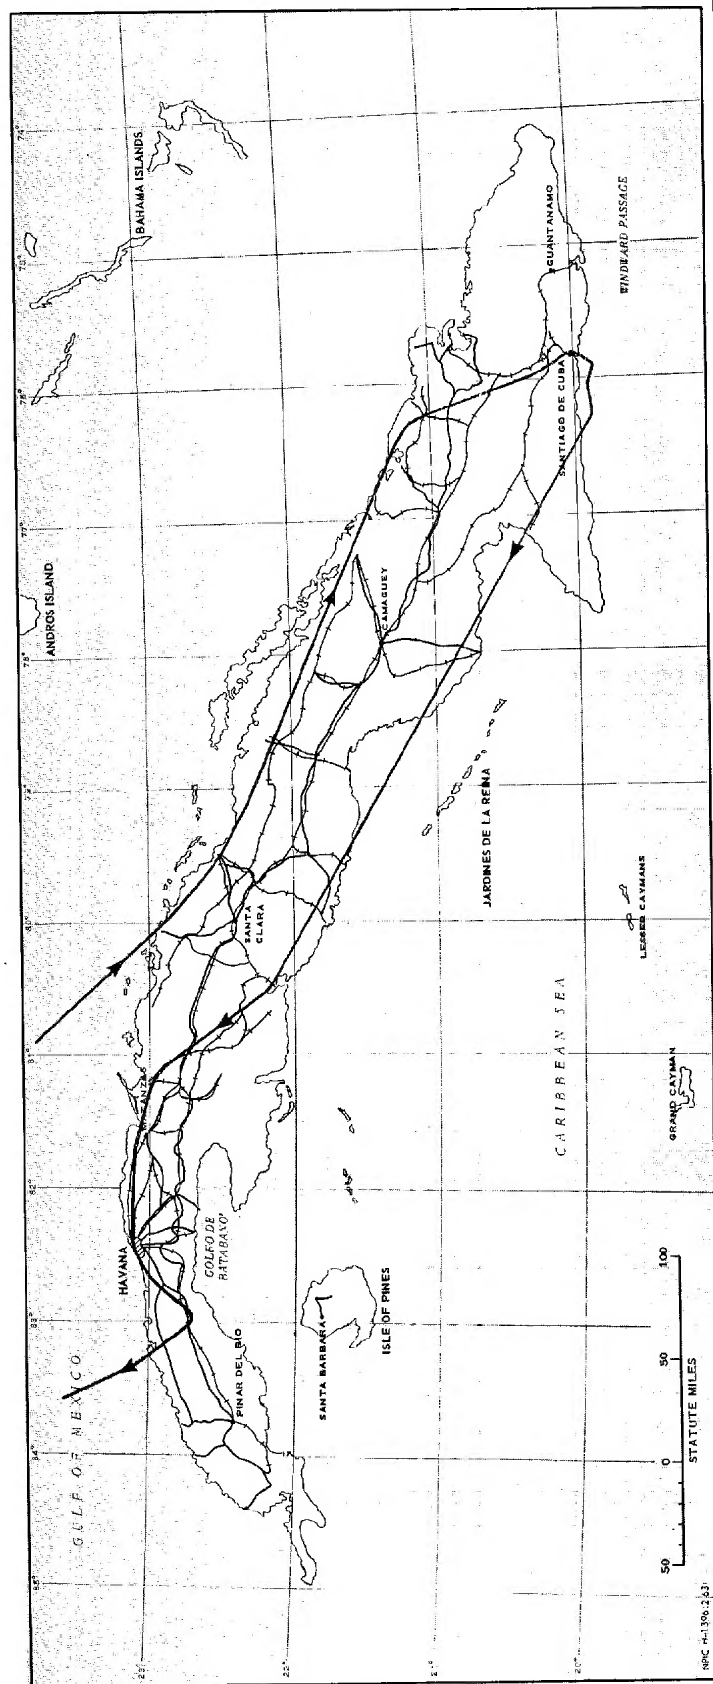 85°
84°
83°
82°
81°
80°
79°
78°
77°
76°
75°
74°
GULF OF MEXICO
ANDROS ISLAND
BAHAMA ISLANDS
23°
HAVANA
SANTA
CLARA
PINAR DEL RIO
GOLFO DE
BATABANO
22°
CAMAGUEY
SANTA BARBARA
ISLE OF PINES
GUANTANAMO
21°
JARDINES DE LA REINA
SANTIAGO DE CUBA
WINDWARD PASSAGE
CARIBBEAN SEA
20°
LESSER CAYMANS
GRAND CAYMAN
50 0 50 100
STATUTE MILES